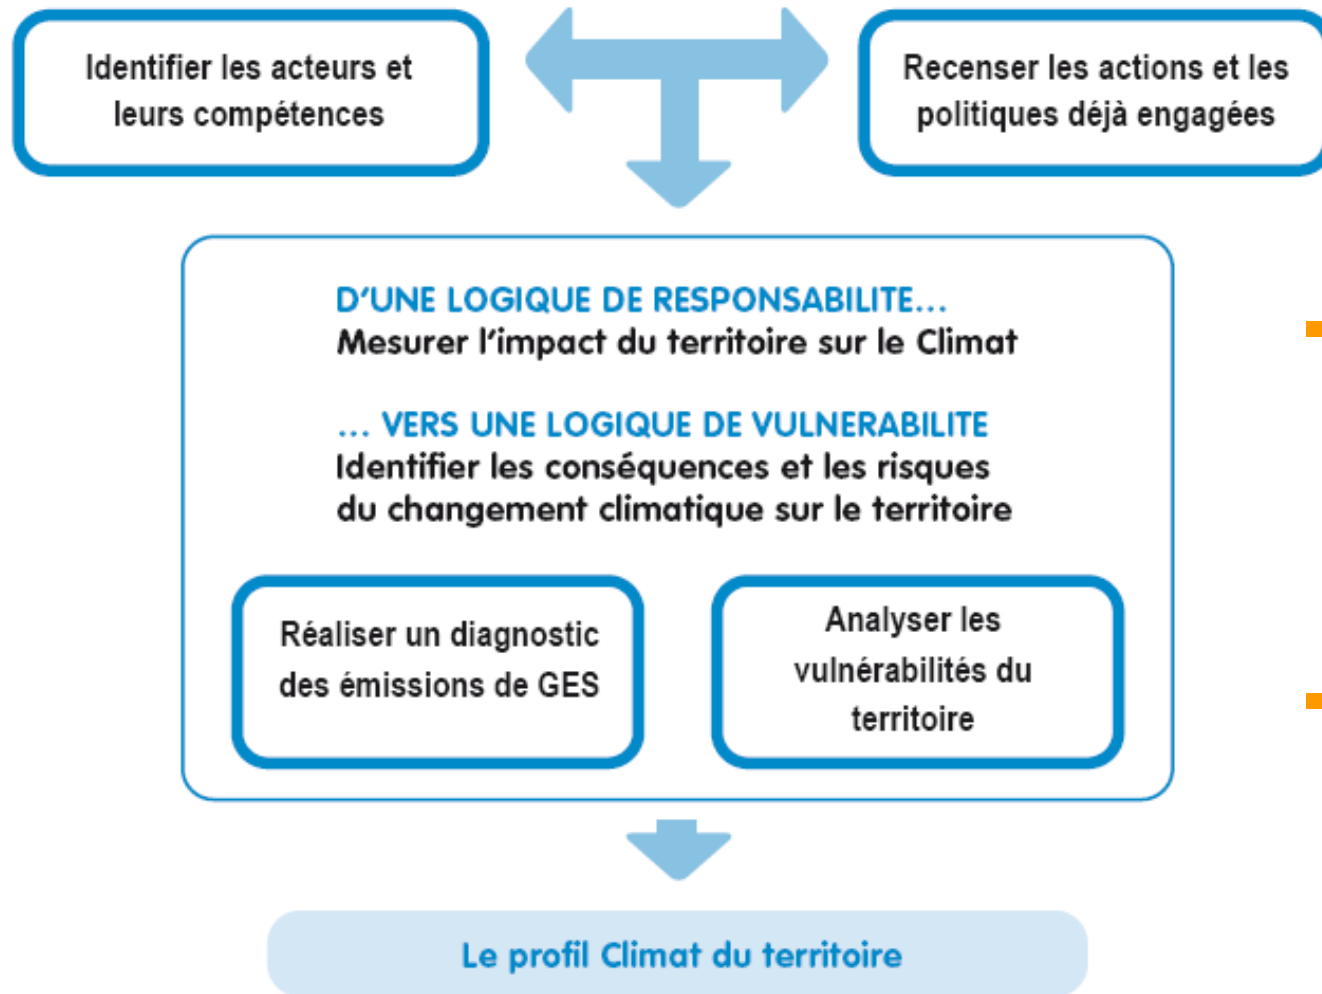 Identifier les acteurs et
leurs compétences
Recenser les actions et les
politiques déjà engagées
D'UNE LOGIQUE DE RESPONSABILITE...
Mesurer l'impact du territoire sur le Climat
... VERS UNE LOGIQUE DE VULNERABILITE
Identifier les conséquences et les risques
du changement climatique sur le territoire
Réaliser un diagnostic
des émissions de GES
Analyser les
vulnérabilités du
territoire
Le profil Climat du territoire